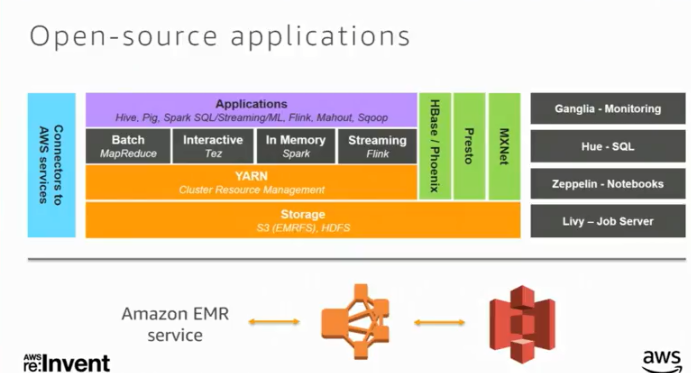 Open-source applications
Connectors to
AWS services
Applications
Hive, Pig, Spark SQL/Streaming/ML, Flink, Mahout, Sqoop
Batch
MapReduce
Interactive
Tez
In Memory
Spark
Streaming
Flink
YARN
Cluster Resource Management
Storage
S3 (EMRFS), HDFS
HBase / Phoenix
Presto
MXNet
Ganglia - Monitoring
Hue - SQL
Zeppelin - Notebooks
Livy – Job Server
Amazon EMR
service
AWS
re:Invent
aws